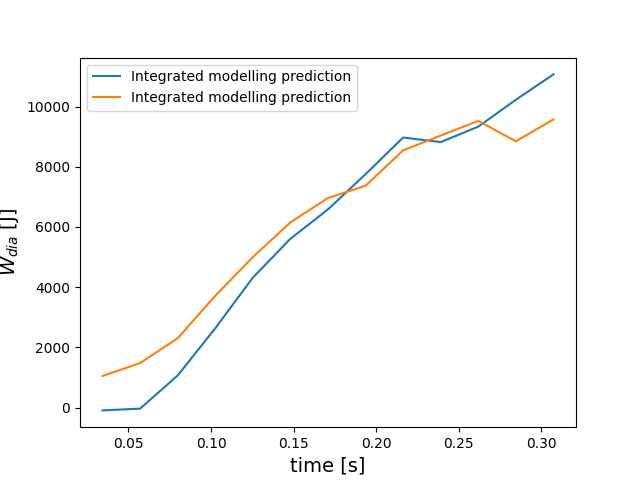 Integrated modelling prediction
Integrated modelling prediction
10000
8000
6000
4000
2000
0
W_dia [J]
0.05 0.10 0.15 0.20 0.25 0.30
time [s]